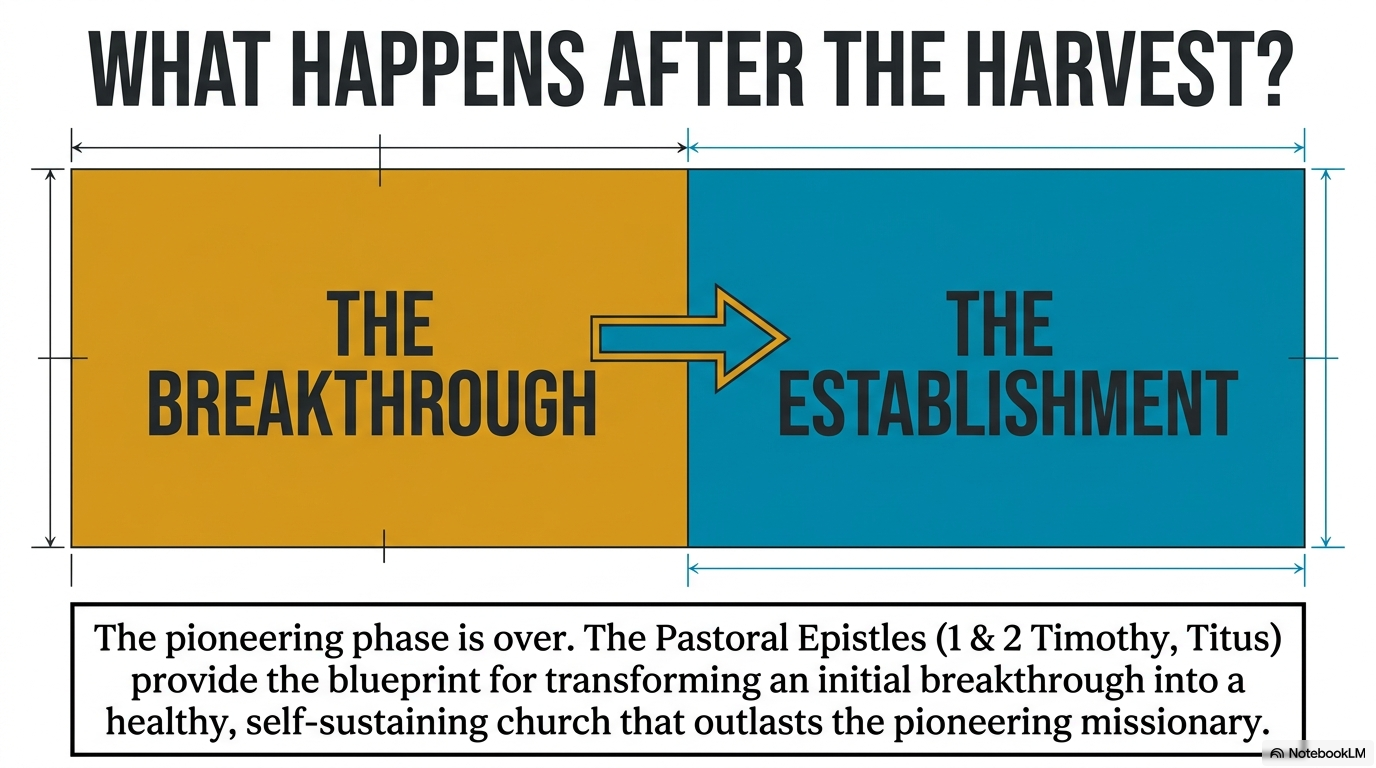 WHAT HAPPENS AFTER THE HARVEST?
THE
BREAKTHROUGH
THE
ESTABLISHMENT
The pioneering phase is over. The Pastoral Epistles (1 & 2 Timothy, Titus)
provide the blueprint for transforming an initial breakthrough into a
healthy, self-sustaining church that outlasts the pioneering missionary.
NotebookLM